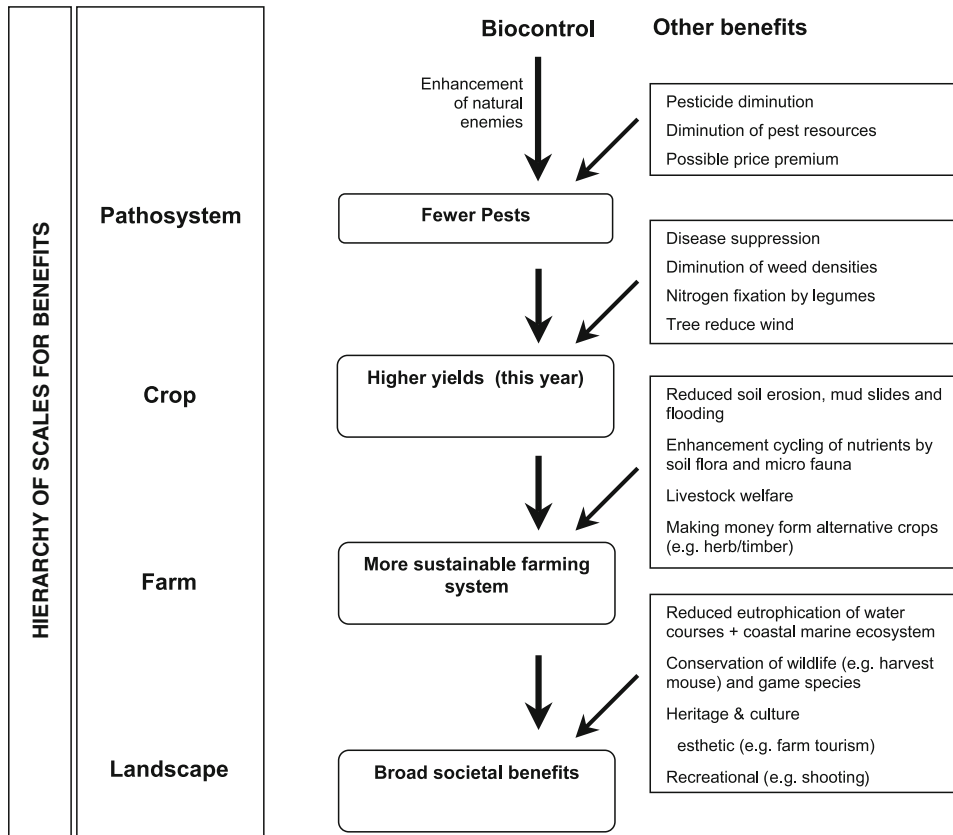 HIERARCHY OF SCALES FOR BENEFITS
Pathosystem
Crop
Farm
Landscape
Biocontrol
Other benefits
Enhancement
of natural
enemies
Pesticide diminution
Diminution of pest resources
Possible price premium
Fewer Pests
Disease suppression
Diminution of weed densities
Nitrogen fixation by legumes
Tree reduce wind
Higher yields (this year)
Reduced soil erosion, mud slides and
flooding
Enhancement cycling of nutrients by
soil flora and micro fauna
Livestock welfare
Making money form alternative crops
(e.g. herb/timber)
More sustainable farming
system
Reduced eutrophication of water
courses + coastal marine ecosystem
Conservation of wildlife (e.g. harvest
mouse) and game species
Heritage & culture
esthetic (e.g. farm tourism)
Recreational (e.g. shooting)
Broad societal benefits